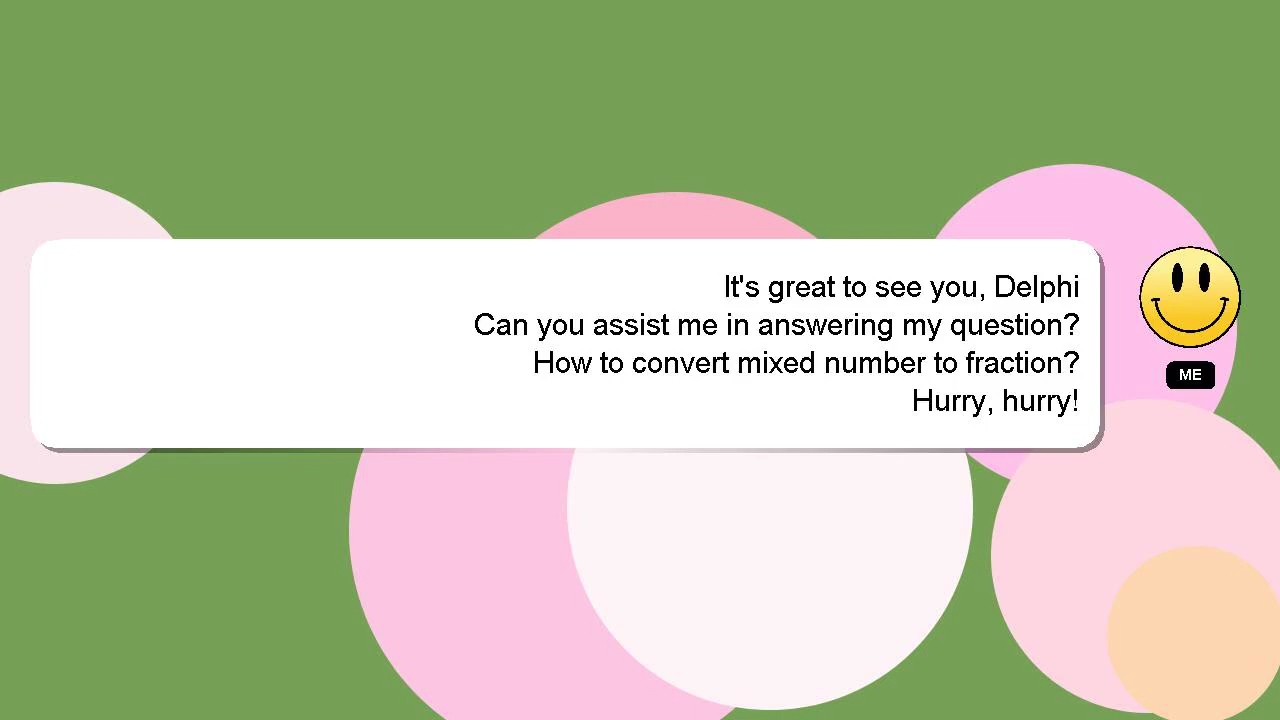 It's great to see you, Delphi
Can you assist me in answering my question?
How to convert mixed number to fraction?
Hurry, hurry!
ME